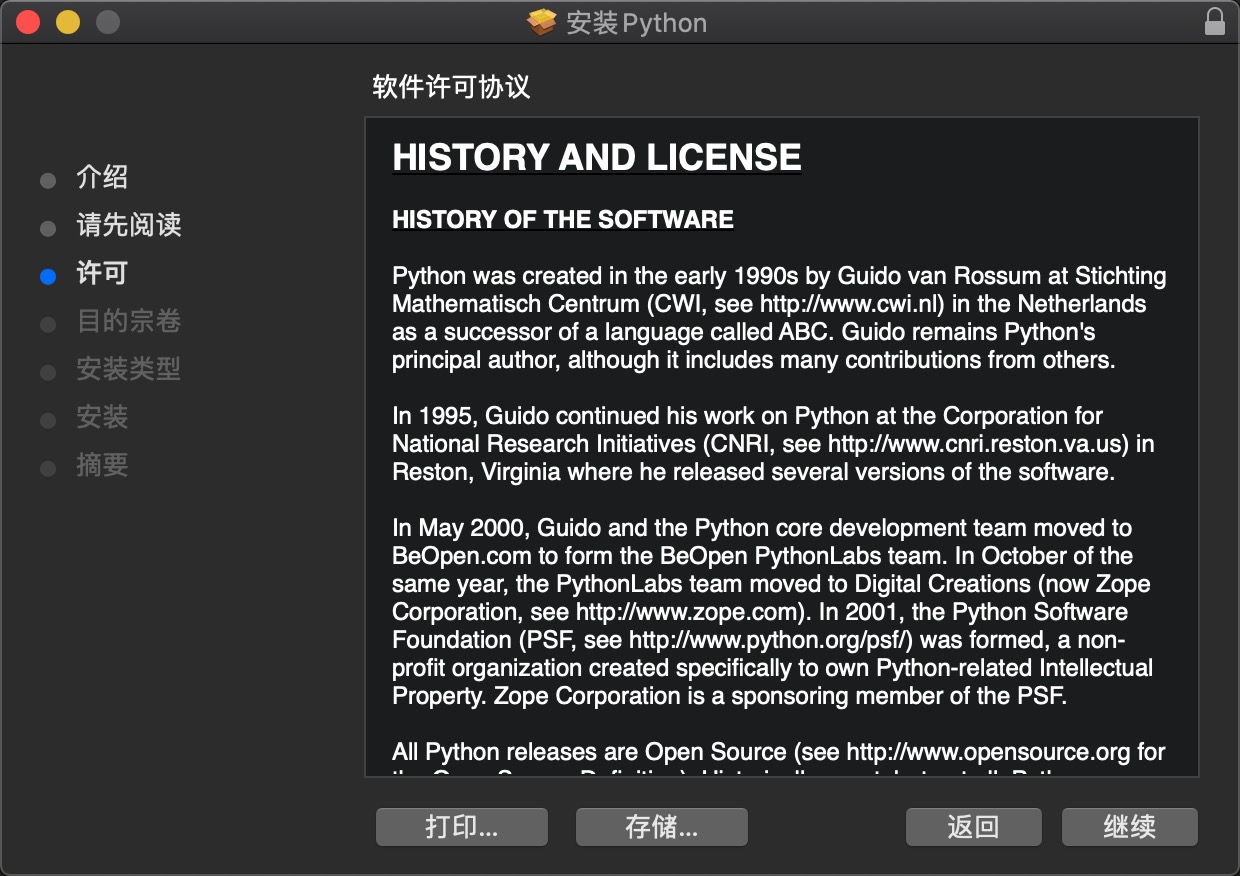 安装Python
软件许可协议
介绍
请先阅读
许可
目的宗卷
安装类型
安装
摘要
HISTORY AND LICENSE
HISTORY OF THE SOFTWARE
Python was created in the early 1990s by Guido van Rossum at Stichting
Mathematisch Centrum (CWI, see http://www.cwi.nl) in the Netherlands
as a successor of a language called ABC. Guido remains Python's
principal author, although it includes many contributions from others.
In 1995, Guido continued his work on Python at the Corporation for
National Research Initiatives (CNRI, see http://www.cnri.reston.va.us) in
Reston, Virginia where he released several versions of the software.
In May 2000, Guido and the Python core development team moved to
BeOpen.com to form the BeOpen PythonLabs team. In October of the
same year, the PythonLabs team moved to Digital Creations (now Zope
Corporation, see http://www.zope.com). In 2001, the Python Software
Foundation (PSF, see http://www.python.org/psf/) was formed, a non-
profit organization created specifically to own Python-related Intellectual
Property. Zope Corporation is a sponsoring member of the PSF.
All Python releases are Open Source (see http://www.opensource.org for
打印...
存储...
返回
继续